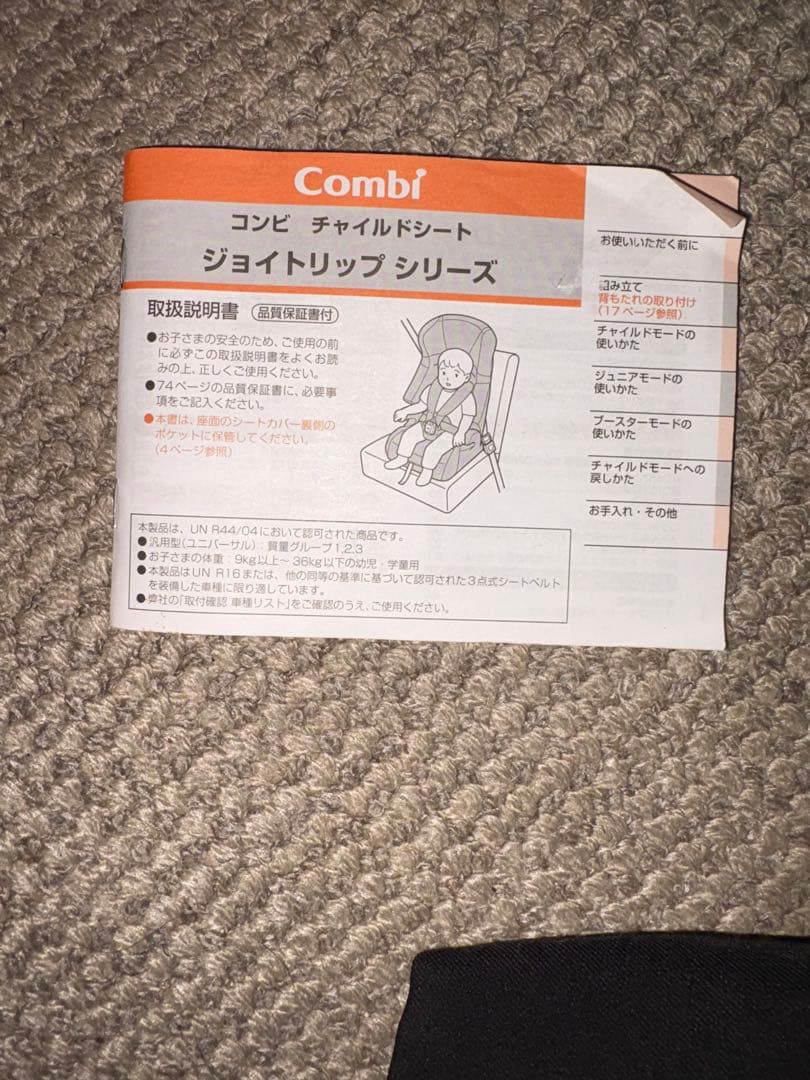 Combi
コンビ チャイルドシート
ジョイトリップ シリーズ
取扱説明書 品質保証書付
●お子さまの安全のため、ご使用の前
に必ずこの取扱説明書をよくお読
みの上、正しくご使用ください。
●74ページの品質保証書に、必要事
項をご記入ください。
●本書は、座面のシートカバー裏側の
ポケットに保管してください。
(4ページ参照)
本製品は、UN R44/04において認可された商品です。
●汎用型(ユニバーサル):質量グループ1,2,3
●お子さまの体重:9kg以上～36kg以下の幼児・学童用
●本製品はUN R16または、他の同等の基準に基づいて認可された3点式シートベルト
を装備した車種に限り適しています。
●弊社の「取付確認 車種リスト」をご確認のうえ、ご使用ください。
お使いいただく前に
組み立て
背もたれの取り付け
(17ページ参照)
チャイルドモードの
使いかた
ジュニアモードの
使いかた
ブースターモードの
使いかた
チャイルドモードへの
戻しかた
お手入れ・その他